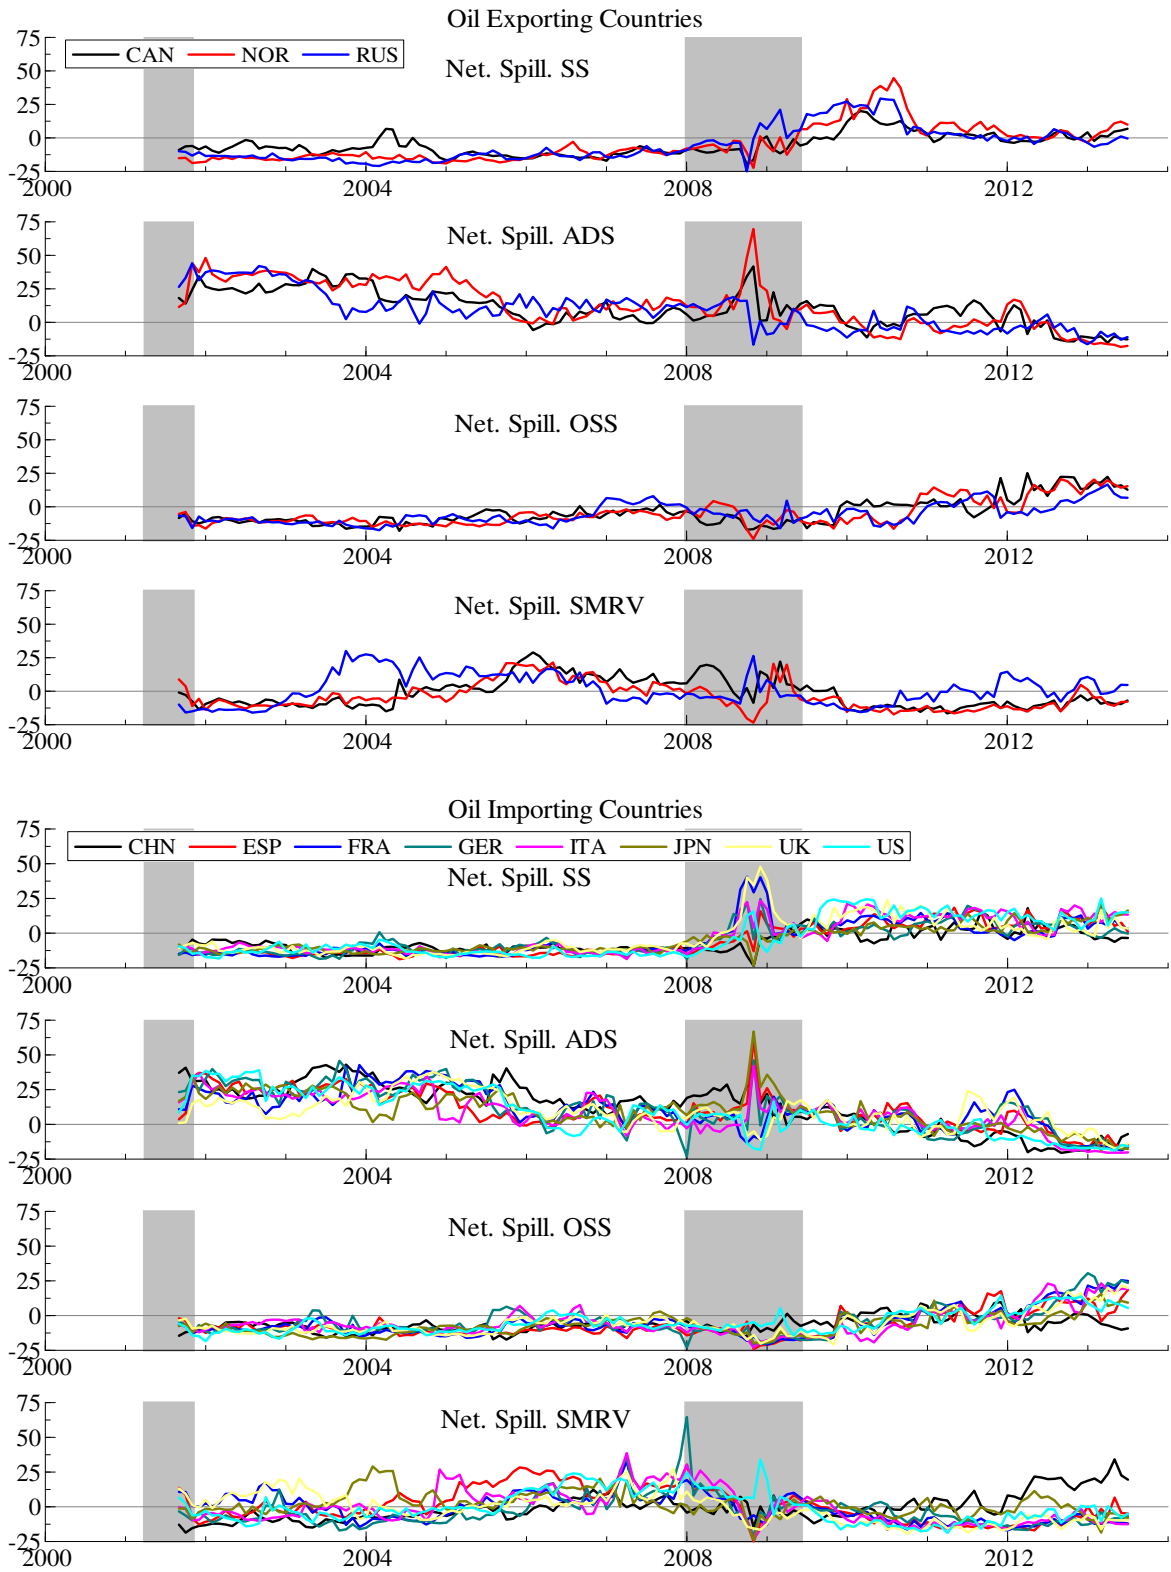 Oil Exporting Countries
75
CAN NOR RUS
Net. Spill. SS
50
25
0
-25
2000 2004 2008 2012
75
Net. Spill. ADS
50
25
0
-25
2000 2004 2008 2012
75
Net. Spill. OSS
50
25
0
-25
2000 2004 2008 2012
75
Net. Spill. SMRV
50
25
0
-25
2000 2004 2008 2012
Oil Importing Countries
75
CHN ESP FRA GER ITA JPN UK US
Net. Spill. SS
50
25
0
-25
2000 2004 2008 2012
75
Net. Spill. ADS
50
25
0
-25
2000 2004 2008 2012
75
Net. Spill. OSS
50
25
0
-25
2000 2004 2008 2012
75
Net. Spill. SMRV
50
25
0
-25
2000 2004 2008 2012